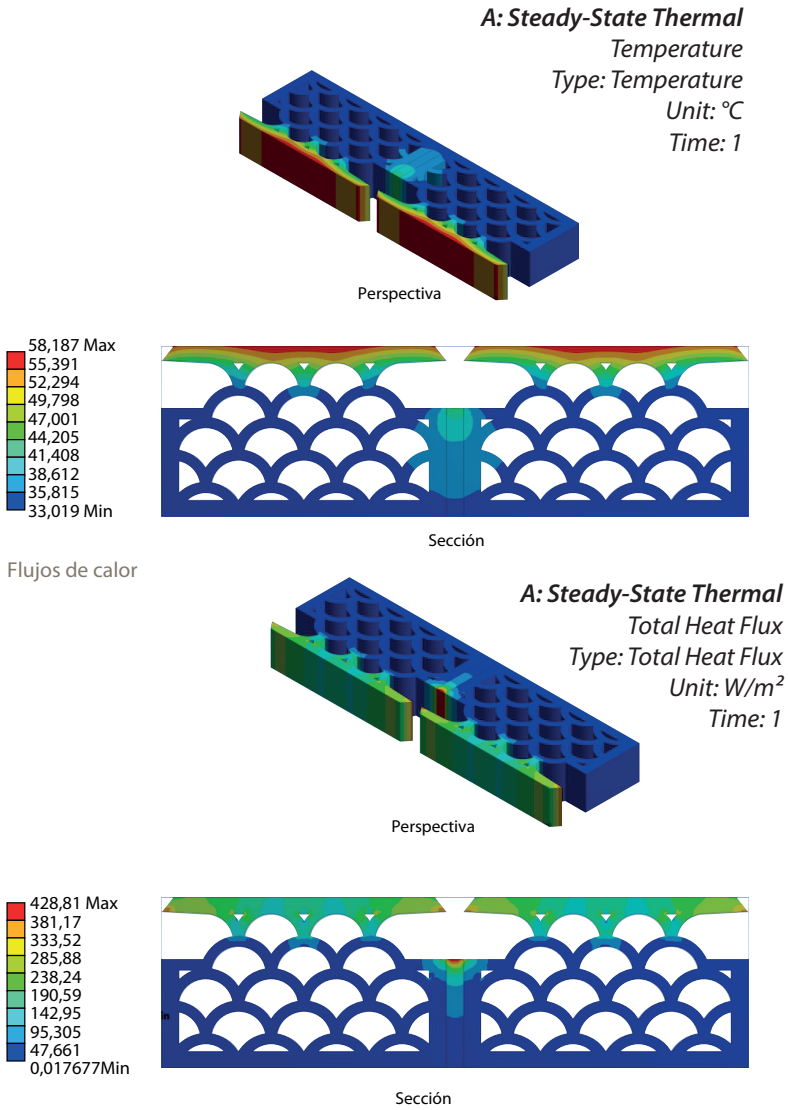 A: Steady-State Thermal
Temperature
Type: Temperature
Unit: °C
Time: 1
Perspectiva
58,187 Max
55,391
52,294
49,798
47,001
44,205
41,408
38,612
35,815
33,019 Min
Sección
Flujos de calor
A: Steady-State Thermal
Total Heat Flux
Type: Total Heat Flux
Unit: W/m²
Time: 1
Perspectiva
428,81 Max
381,17
333,52
285,88
238,24
190,59
142,95
95,305
47,661
0,017677Min
in
Sección